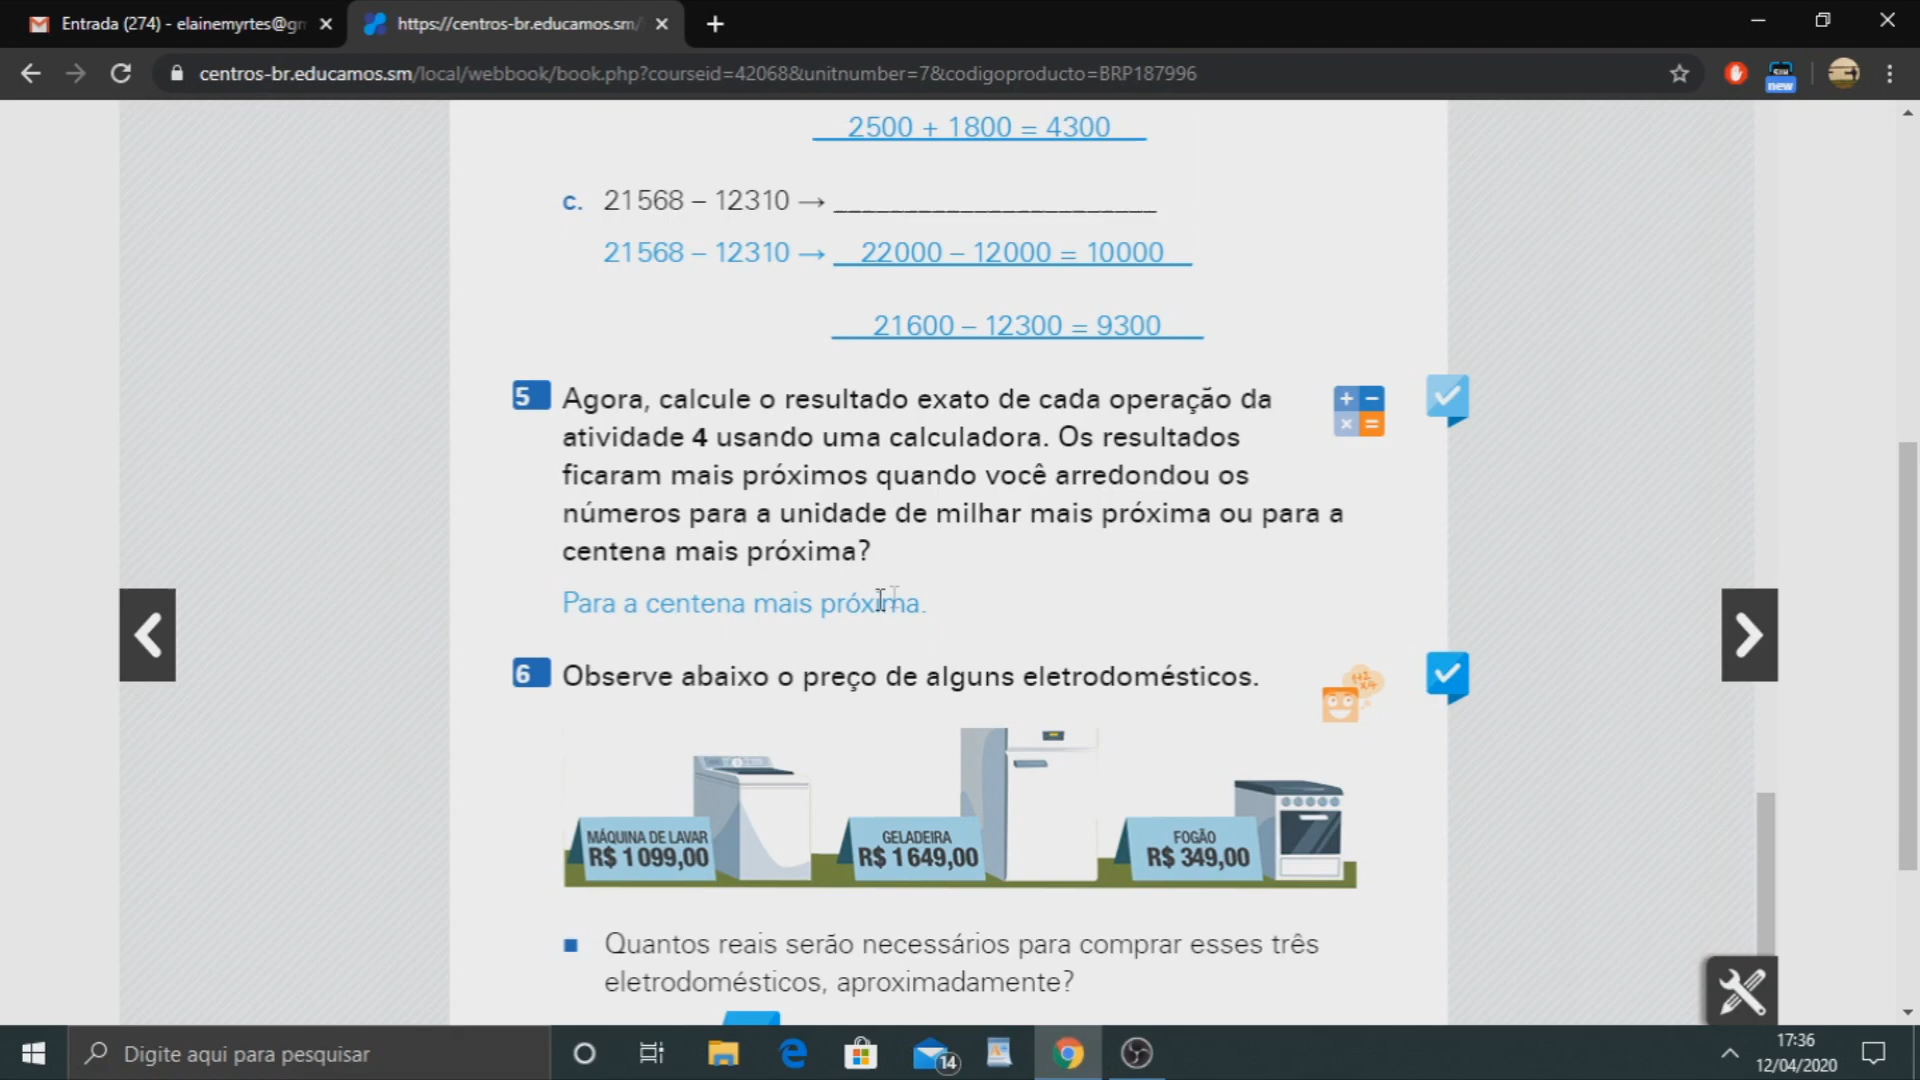 Entrada (274) - elainemyrtes@gm
https://centros-br.educamos.sm/
centros-br.educamos.sm/local/webbook/book.php?courseid=42068&unitnumber=7&codigoproducto=BRP187996
new
2500 + 1800 = 4300
c. 21568 – 12310 → ______________________
21568 – 12310 → 22000 – 12000 = 10000
21600 – 12300 = 9300
5 Agora, calcule o resultado exato de cada operação da
atividade 4 usando uma calculadora. Os resultados
ficaram mais próximos quando você arredondou os
números para a unidade de milhar mais próxima ou para a
centena mais próxima?
Para a centena mais próxima.
6 Observe abaixo o preço de alguns eletrodomésticos.
MÁQUINA DE LAVAR
R$ 1 099,00
GELADEIRA
R$ 1 649,00
FOGÃO
R$ 349,00
Quantos reais serão necessários para comprar esses três
eletrodomésticos, aproximadamente?
Digite aqui para pesquisar
14
17:36
12/04/2020